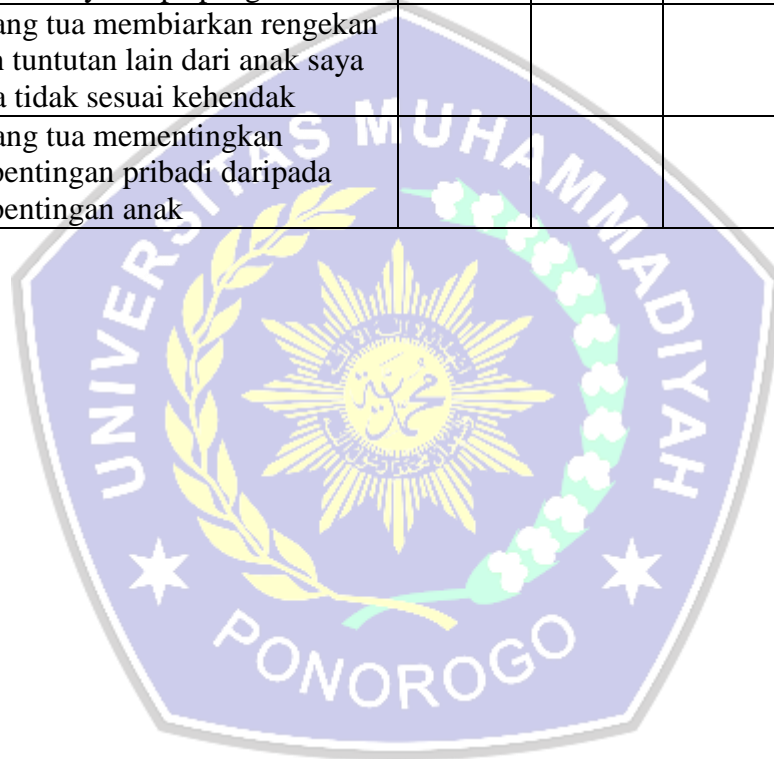 ang tua membiarkan rengekan
n tuntutan lain dari anak saya
a tidak sesuai kehendak
ang tua mementingkan
pentingan pribadi daripada
pentingan anak
UNIVERSITAS MUHAMMADIYAH
PONOROGO